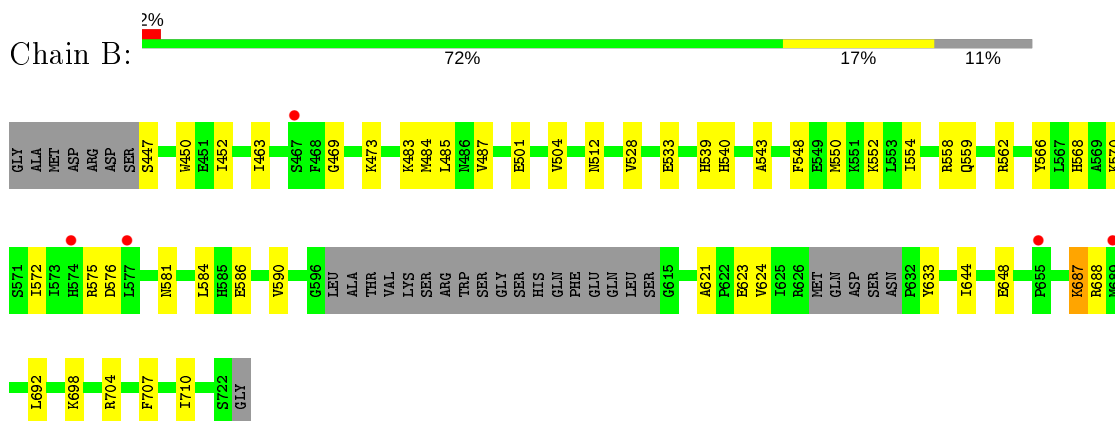 2%
Chain B:
72% 17% 11%
GLY ALA MET ASP ARG ASP SER S447 W450 E451 I452 I463 S467 F468 G469 K473 K483 M484 L485 N486 V487 E501 V504 N512 V528 E533 H539 H540 A543 F548 E549 M550 K551 K552 L553 I554 R558 Q559 R562 Y566 L567 H568 A569 K570
S571 I572 I573 H574 R575 D576 L577 N581 L584 H585 E586 V590 G596 LEU ALA THR VAL LYS SER ARG TRP SER GLY SER HIS GLN PHE GLU GLN LEU SER G615 A621 P622 E623 V624 I625 R626 MET GLN ASP SER ASN P632 Y633 I644 E648 P655 K687 R688 M689
L692 K698 R704 F707 I710 S722 GLY